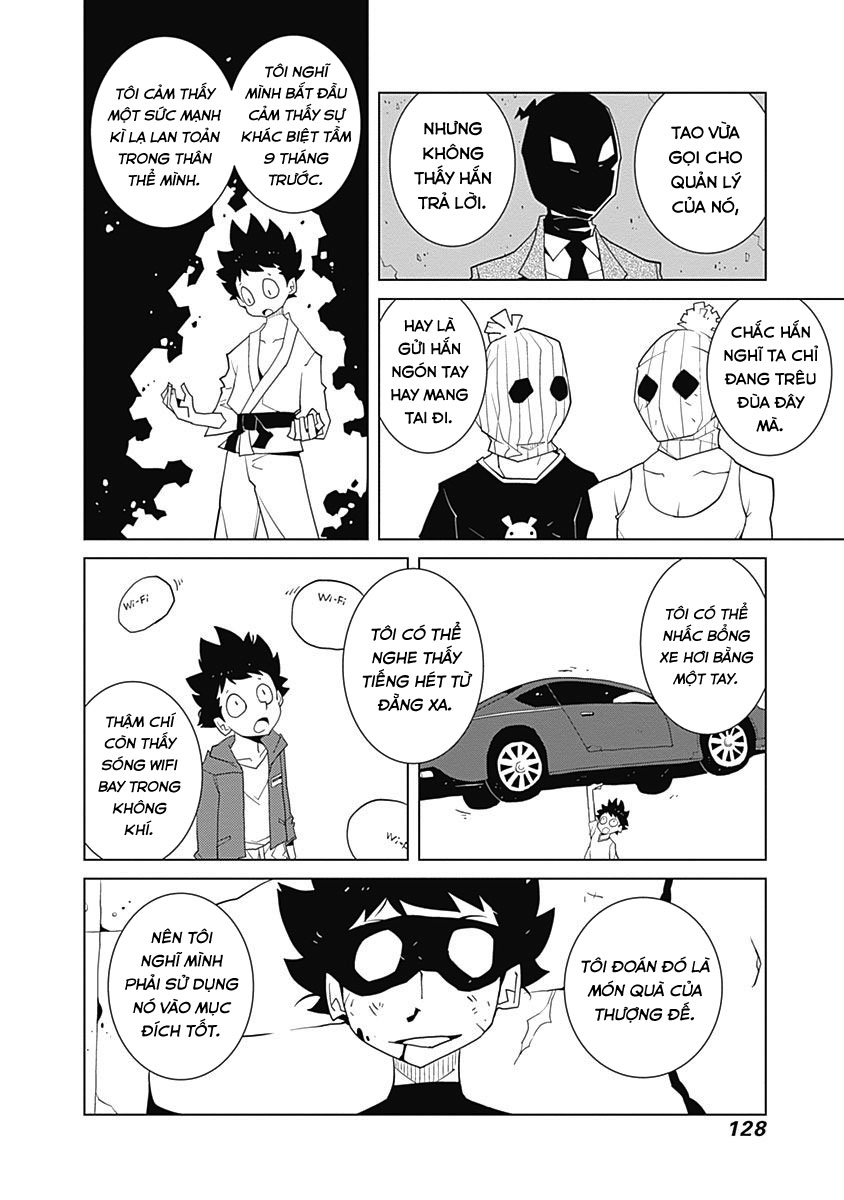 TAO VỪA
GỌI CHO
QUẢN LÝ
CỦA NÓ,
NHƯNG
KHÔNG
THẤY HẮN
TRẢ LỜI.
CHẮC HẮN
NGHĨ TA CHỈ
ĐANG TRÊU
ĐÙA ĐÂY
MÀ.
HAY LÀ
GỬI HẮN
NGÓN TAY
HAY MANG
TAI ĐI.
TÔI NGHĨ
MÌNH BẮT ĐẦU
CẢM THẤY SỰ
KHÁC BIỆT TẦM
9 THÁNG
TRƯỚC.
TÔI CẢM THẤY
MỘT SỨC MẠNH
KÌ LẠ LAN TOẢN
TRONG THÂN
THỂ MÌNH.
TÔI CÓ THỂ
NHẤC BỔNG
XE HƠI BẰNG
MỘT TAY.
TÔI CÓ THỂ
NGHE THẤY
TIẾNG HÉT TỪ
ĐẰNG XA.
Wi-Fi
Wi-Fi
THẬM CHÍ
CÒN THẤY
SÓNG WIFI
BAY TRONG
KHÔNG
KHÍ.
Wi-Fi
TÔI ĐOÁN ĐÓ LÀ
MÓN QUÀ CỦA
THƯỢNG ĐẾ.
NÊN TÔI
NGHĨ MÌNH
PHẢI SỬ DỤNG
NÓ VÀO MỤC
ĐÍCH TỐT.
128